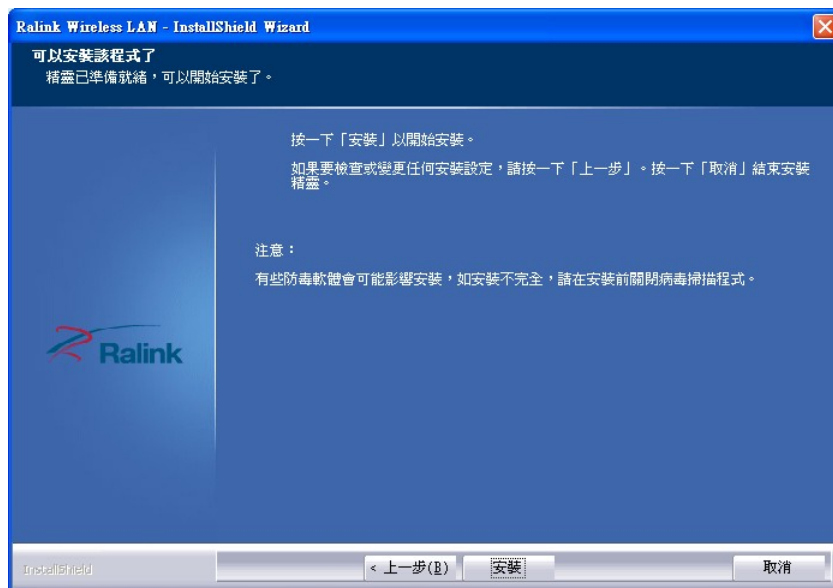 Ralink Wireless LAN - InstallShield Wizard
可以安裝該程式了
精靈已準備就緒，可以開始安裝了。
按一下「安裝」以開始安裝。
如果要檢查或變更任何安裝設定，請按一下「上一步」。按一下「取消」結束安裝
精靈。
注意：
有些防毒軟體會可能影響安裝，如安裝不完全，請在安裝前關閉病毒掃描程式。
Ralink
InstallShield
< 上一步(B)
安裝
取消